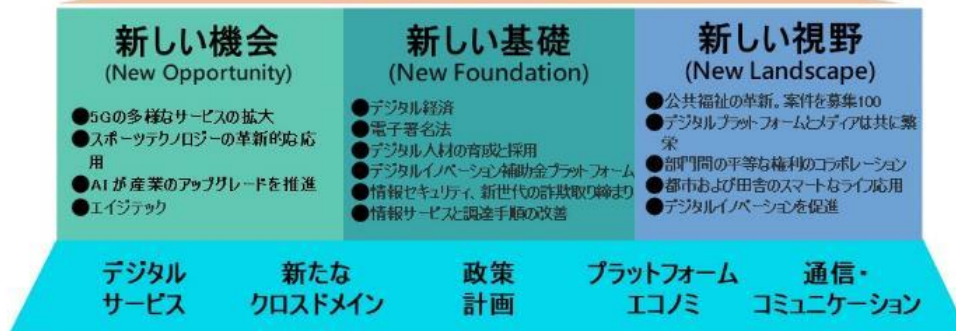 新しい機会
(New Opportunity)
●5Gの多様なサービスの拡大
●スポーツテクノロジーの革新的な応
用
●AIが産業のアップグレードを推進
●エイジテック
新しい基礎
(New Foundation)
●デジタル経済
●電子署名法
●デジタル人材の育成と採用
●デジタルイノベーション補助金プラットフォーム
●情報セキュリティ、新世代の詐欺取り締まり
●情報サービスと調達手順の改善
新しい視野
(New Landscape)
●公共福祉の革新。案件を募集100
●デジタルプラットフォームとメディアは共に繁
栄
●部門間の平等な権利のコラボレーション
●都市および田舎のスマートなライフ応用
●デジタルイノベーションを促進
デジタル
サービス
新たな
クロスドメイン
政策
計画
プラットフォーム
エコノミ
通信・
コミュニケーション